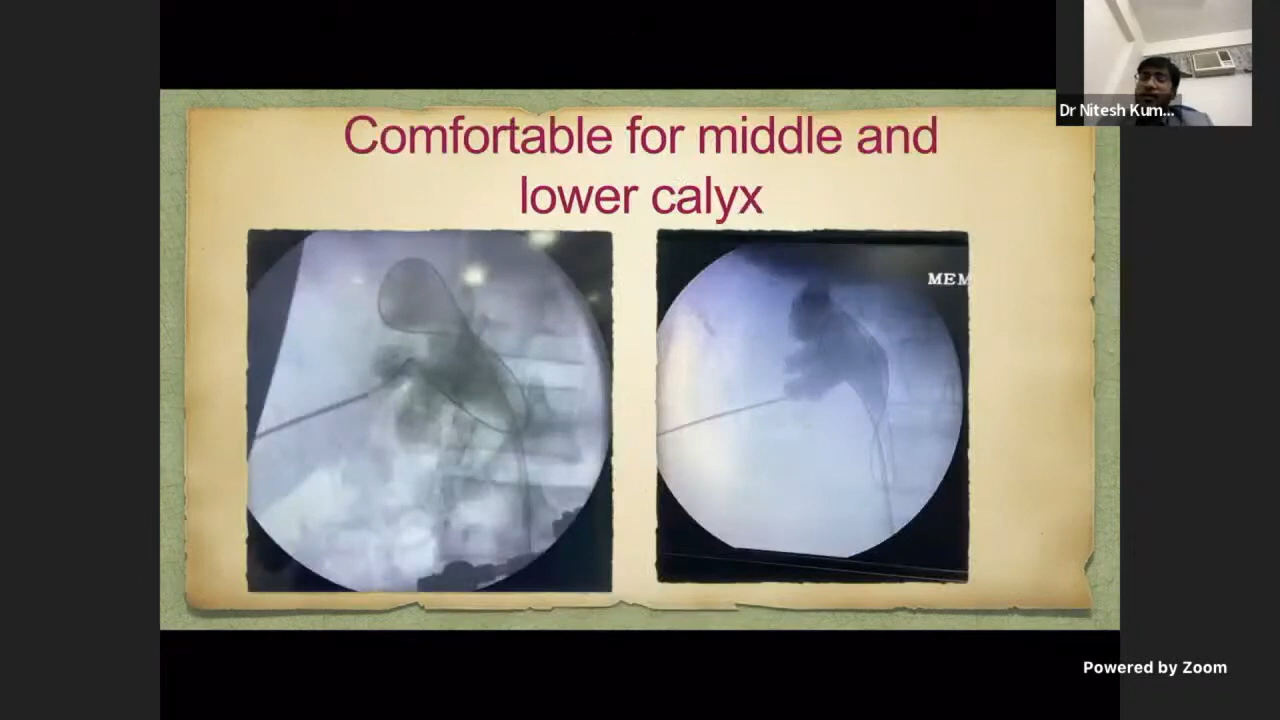 Comfortable for middle and
lower calyx
MEM
Dr Nitesh Kum...
Powered by Zoom